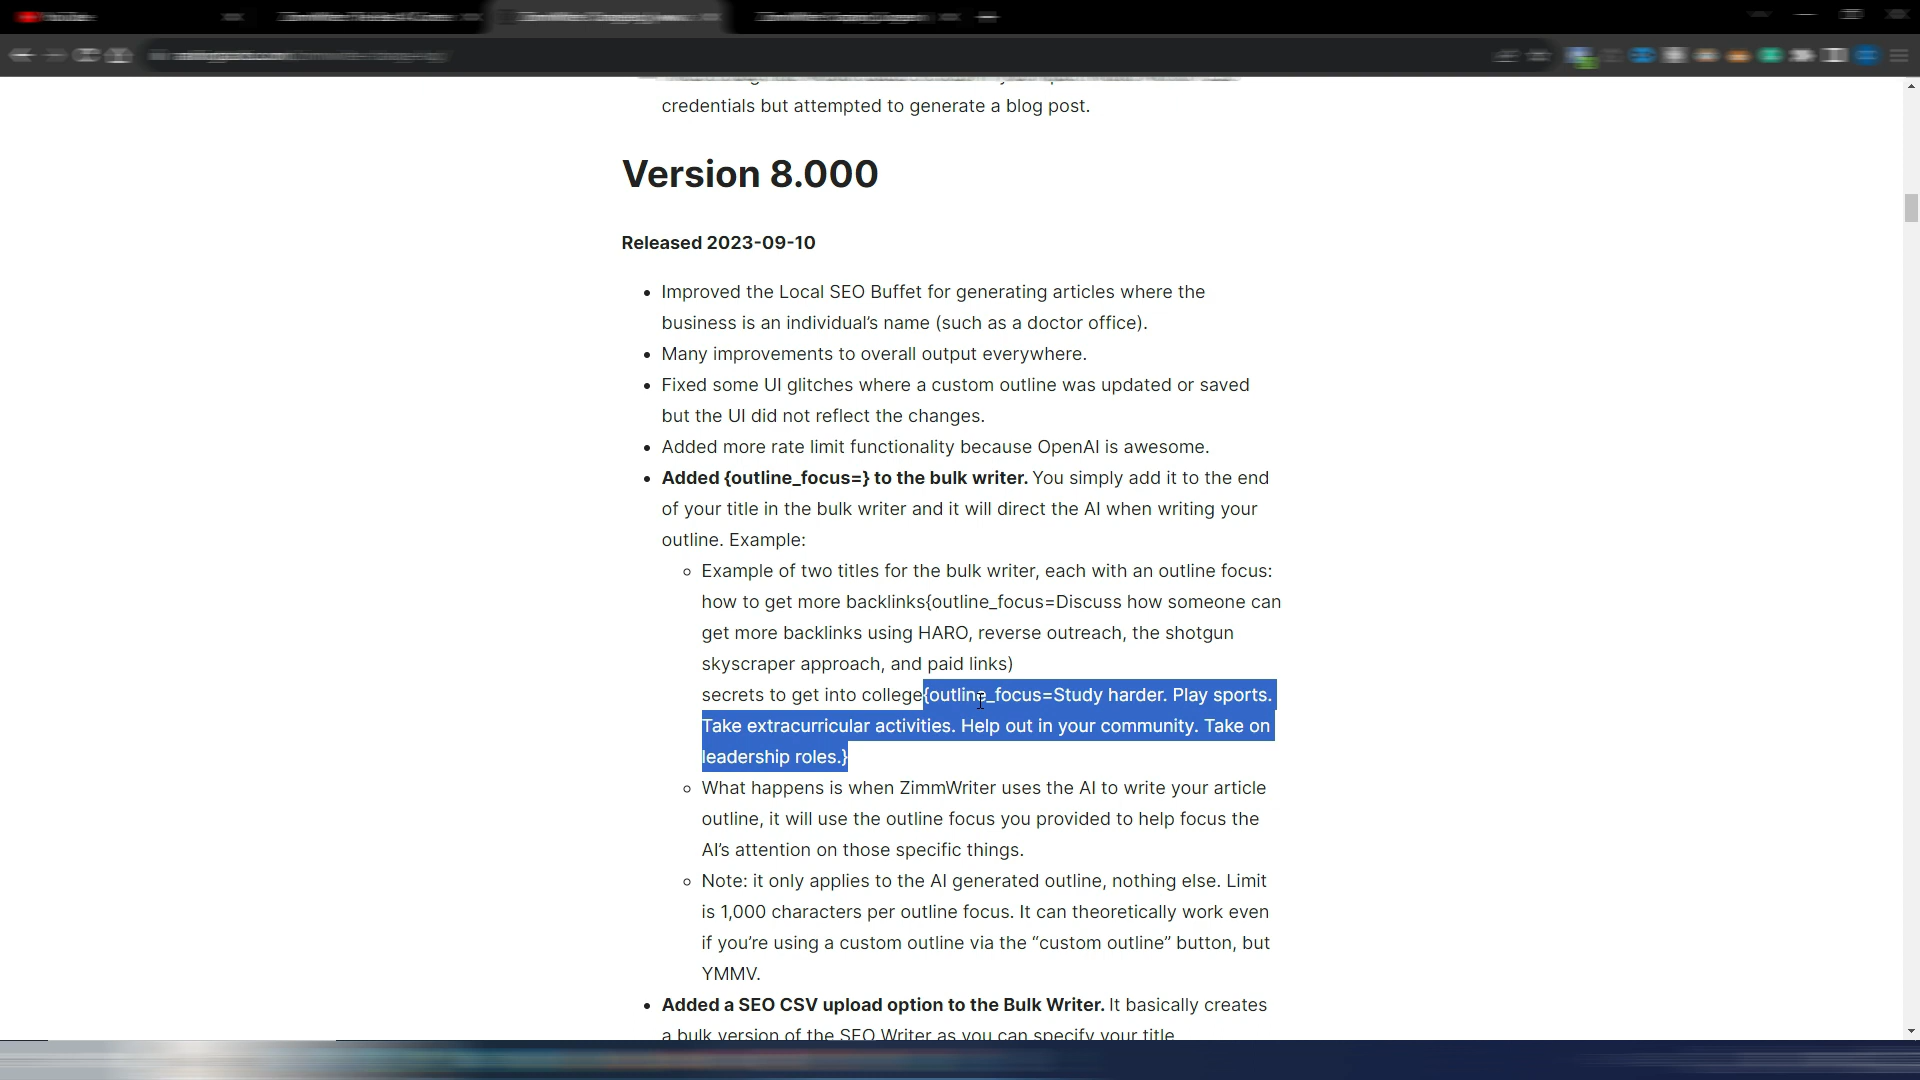 credentials but attempted to generate a blog post.
Version 8.000
Released 2023-09-10
• Improved the Local SEO Buffet for generating articles where the
business is an individual's name (such as a doctor office).
• Many improvements to overall output everywhere.
• Fixed some UI glitches where a custom outline was updated or saved
but the UI did not reflect the changes.
• Added more rate limit functionality because OpenAI is awesome.
• Added {outline_focus=} to the bulk writer. You simply add it to the end
of your title in the bulk writer and it will direct the AI when writing your
outline. Example:
◦ Example of two titles for the bulk writer, each with an outline focus:
how to get more backlinks{outline_focus=Discuss how someone can
get more backlinks using HARO, reverse outreach, the shotgun
skyscraper approach, and paid links)
secrets to get into college{outline_focus=Study harder. Play sports.
Take extracurricular activities. Help out in your community. Take on
leadership roles.}
◦ What happens is when ZimmWriter uses the AI to write your article
outline, it will use the outline focus you provided to help focus the
AI's attention on those specific things.
◦ Note: it only applies to the AI generated outline, nothing else. Limit
is 1,000 characters per outline focus. It can theoretically work even
if you're using a custom outline via the “custom outline” button, but
YMMV.
• Added a SEO CSV upload option to the Bulk Writer. It basically creates
a bulk version of the SEO Writer as you can specify your title